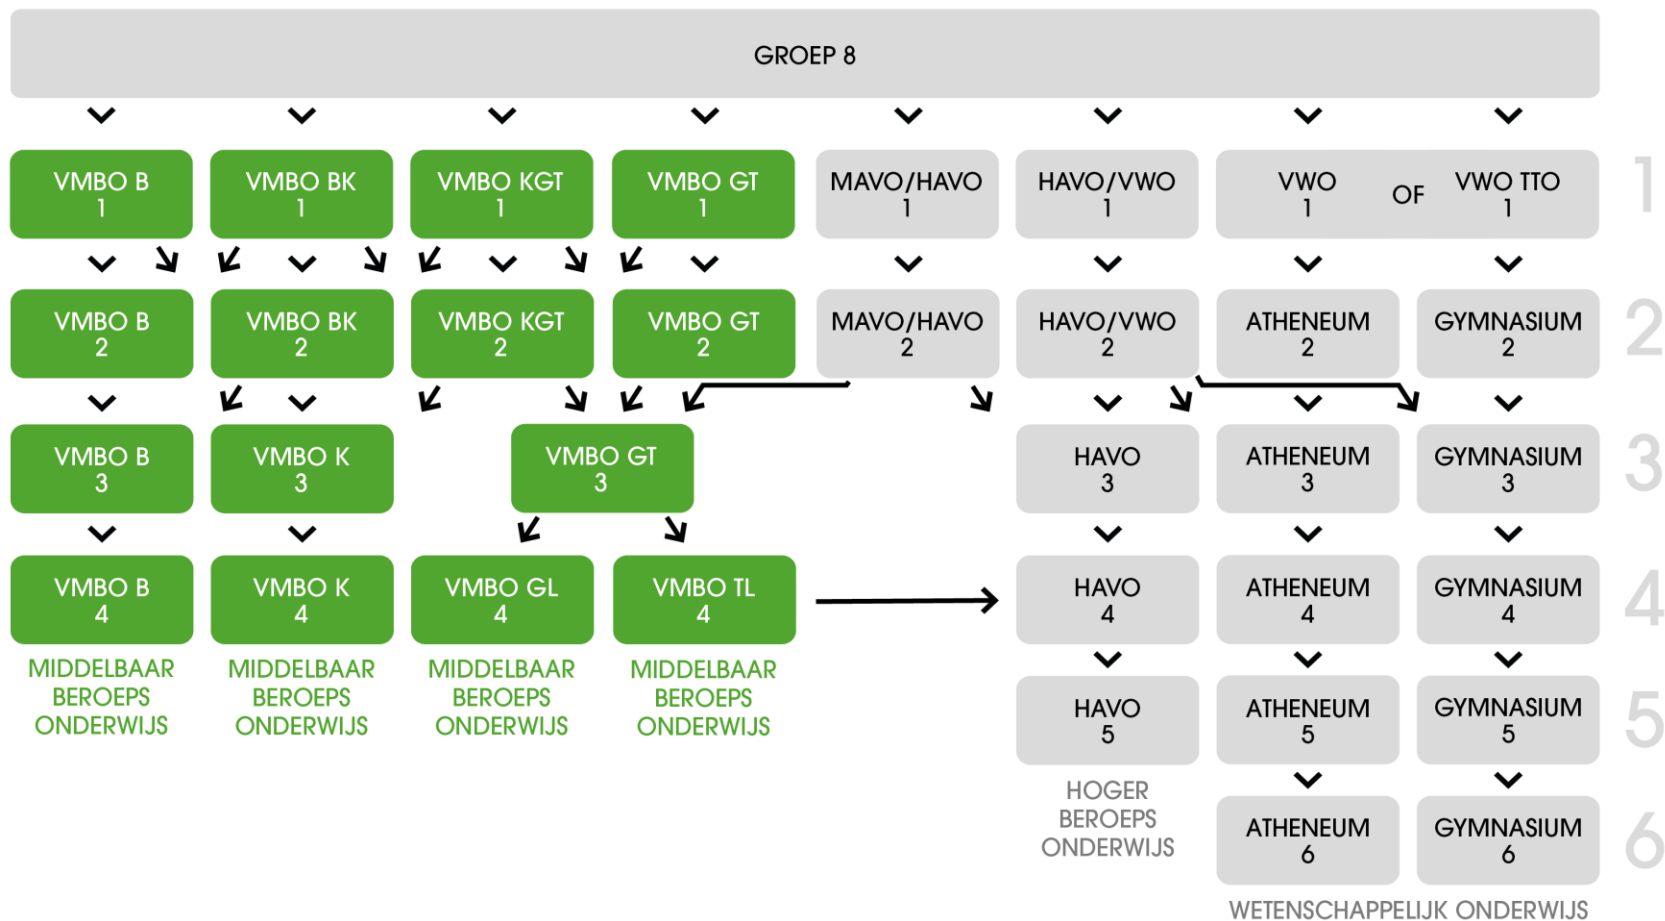 GROEP 8
VMBO B
1
VMBO BK
1
VMBO KGT
1
VMBO GT
1
MAVO/HAVO
1
HAVO/VWO
1
VWO
1
OF
VWO TTO
1
1
VMBO B
2
VMBO BK
2
VMBO KGT
2
VMBO GT
2
MAVO/HAVO
2
HAVO/VWO
2
ATHENEUM
2
GYMNASIUM
2
2
VMBO B
3
VMBO K
3
VMBO GT
3
HAVO
3
ATHENEUM
3
GYMNASIUM
3
3
VMBO B
4
VMBO K
4
VMBO GL
4
VMBO TL
4
HAVO
4
ATHENEUM
4
GYMNASIUM
4
4
MIDDELBAAR
BEROEPS
ONDERWIJS
MIDDELBAAR
BEROEPS
ONDERWIJS
MIDDELBAAR
BEROEPS
ONDERWIJS
MIDDELBAAR
BEROEPS
ONDERWIJS
HAVO
5
ATHENEUM
5
GYMNASIUM
5
5
HOGER
BEROEPS
ONDERWIJS
ATHENEUM
6
GYMNASIUM
6
6
WETENSCHAPPELIJK ONDERWIJS